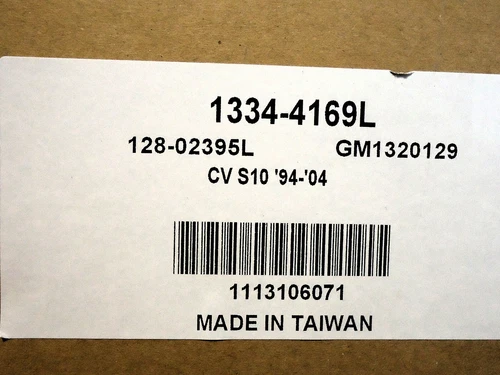 1334-4169L
128-02395L GM1320129
CV S10 '94-'04
1113106071
MADE IN TAIWAN